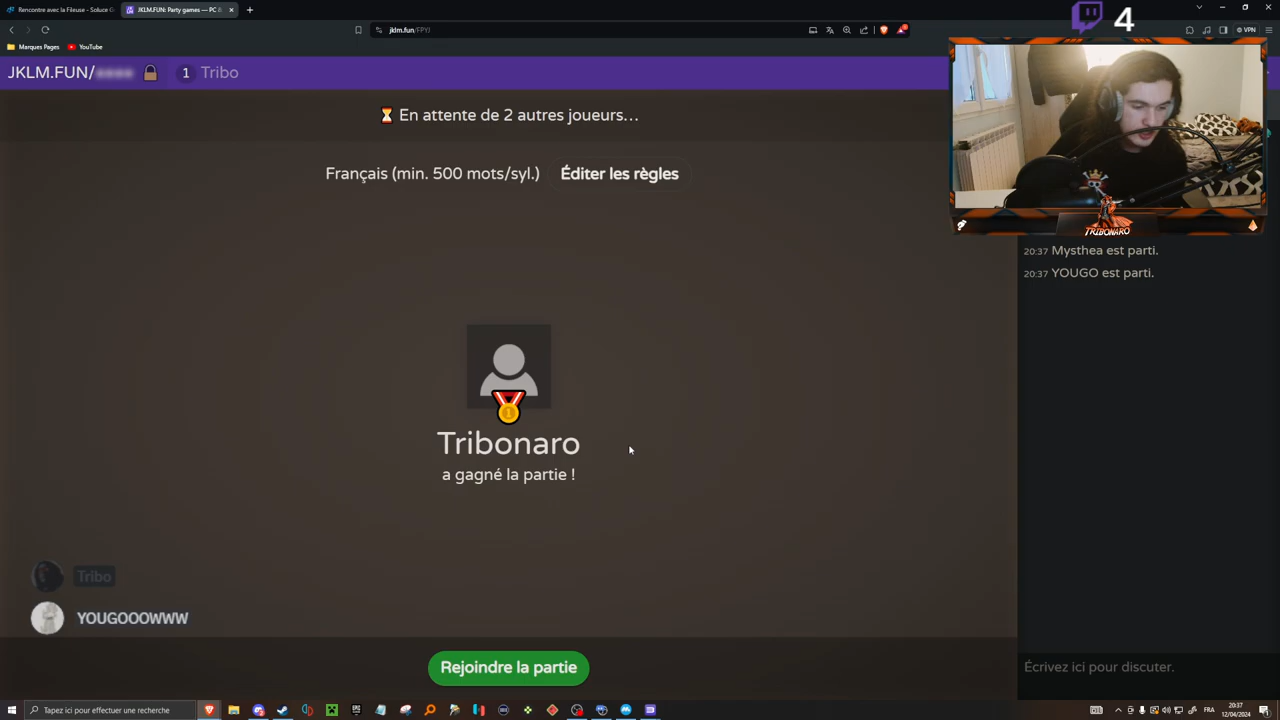 Rencontre avec la Fileuse - Soluce G
JKLM.FUN: Party games — PC &
jklm.fun/FPYJ
VPN
Marques Pages
YouTube
4
JKLM.FUN/
1 Tribo
En attente de 2 autres joueurs…
Français (min. 500 mots/syl.) Éditer les règles
TRIBONARO
20:37 Mysthea est parti.
20:37 YOUGO est parti.
1
Tribonaro
a gagné la partie !
Tribo
YOUGOOOWWW
Rejoindre la partie
Écrivez ici pour discuter.
Tapez ici pour effectuer une recherche
FRA
20:37
12/04/2024